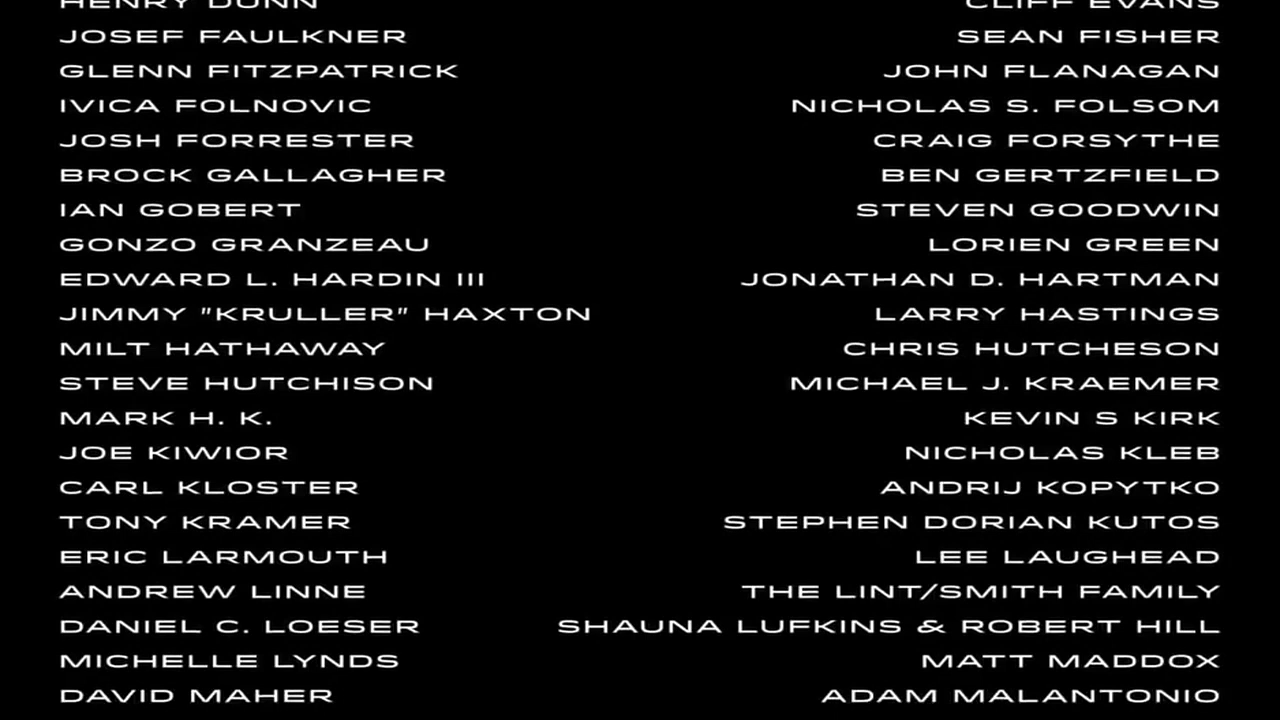 HENRY DUNN CLIFF EVANS
JOSEF FAULKNER SEAN FISHER
GLENN FITZPATRICK JOHN FLANAGAN
IVICA FOLNOVIC NICHOLAS S. FOLSOM
JOSH FORRESTER CRAIG FORSYTHE
BROCK GALLAGHER BEN GERTZFIELD
IAN GOBERT STEVEN GOODWIN
GONZO GRANZEAU LORIEN GREEN
EDWARD L. HARDIN III JONATHAN D. HARTMAN
JIMMY "KRULLER" HAXTON LARRY HASTINGS
MILT HATHAWAY CHRIS HUTCHESON
STEVE HUTCHISON MICHAEL J. KRAEMER
MARK H. K. KEVIN S KIRK
JOE KIWIOR NICHOLAS KLEB
CARL KLOSTER ANDRIJ KOPYTKO
TONY KRAMER STEPHEN DORIAN KUTOS
ERIC LARMOUTH LEE LAUGHEAD
ANDREW LINNE THE LINT/SMITH FAMILY
DANIEL C. LOESER SHAUNA LUFKINS & ROBERT HILL
MICHELLE LYNDS MATT MADDOX
DAVID MAHER ADAM MALANTONIO